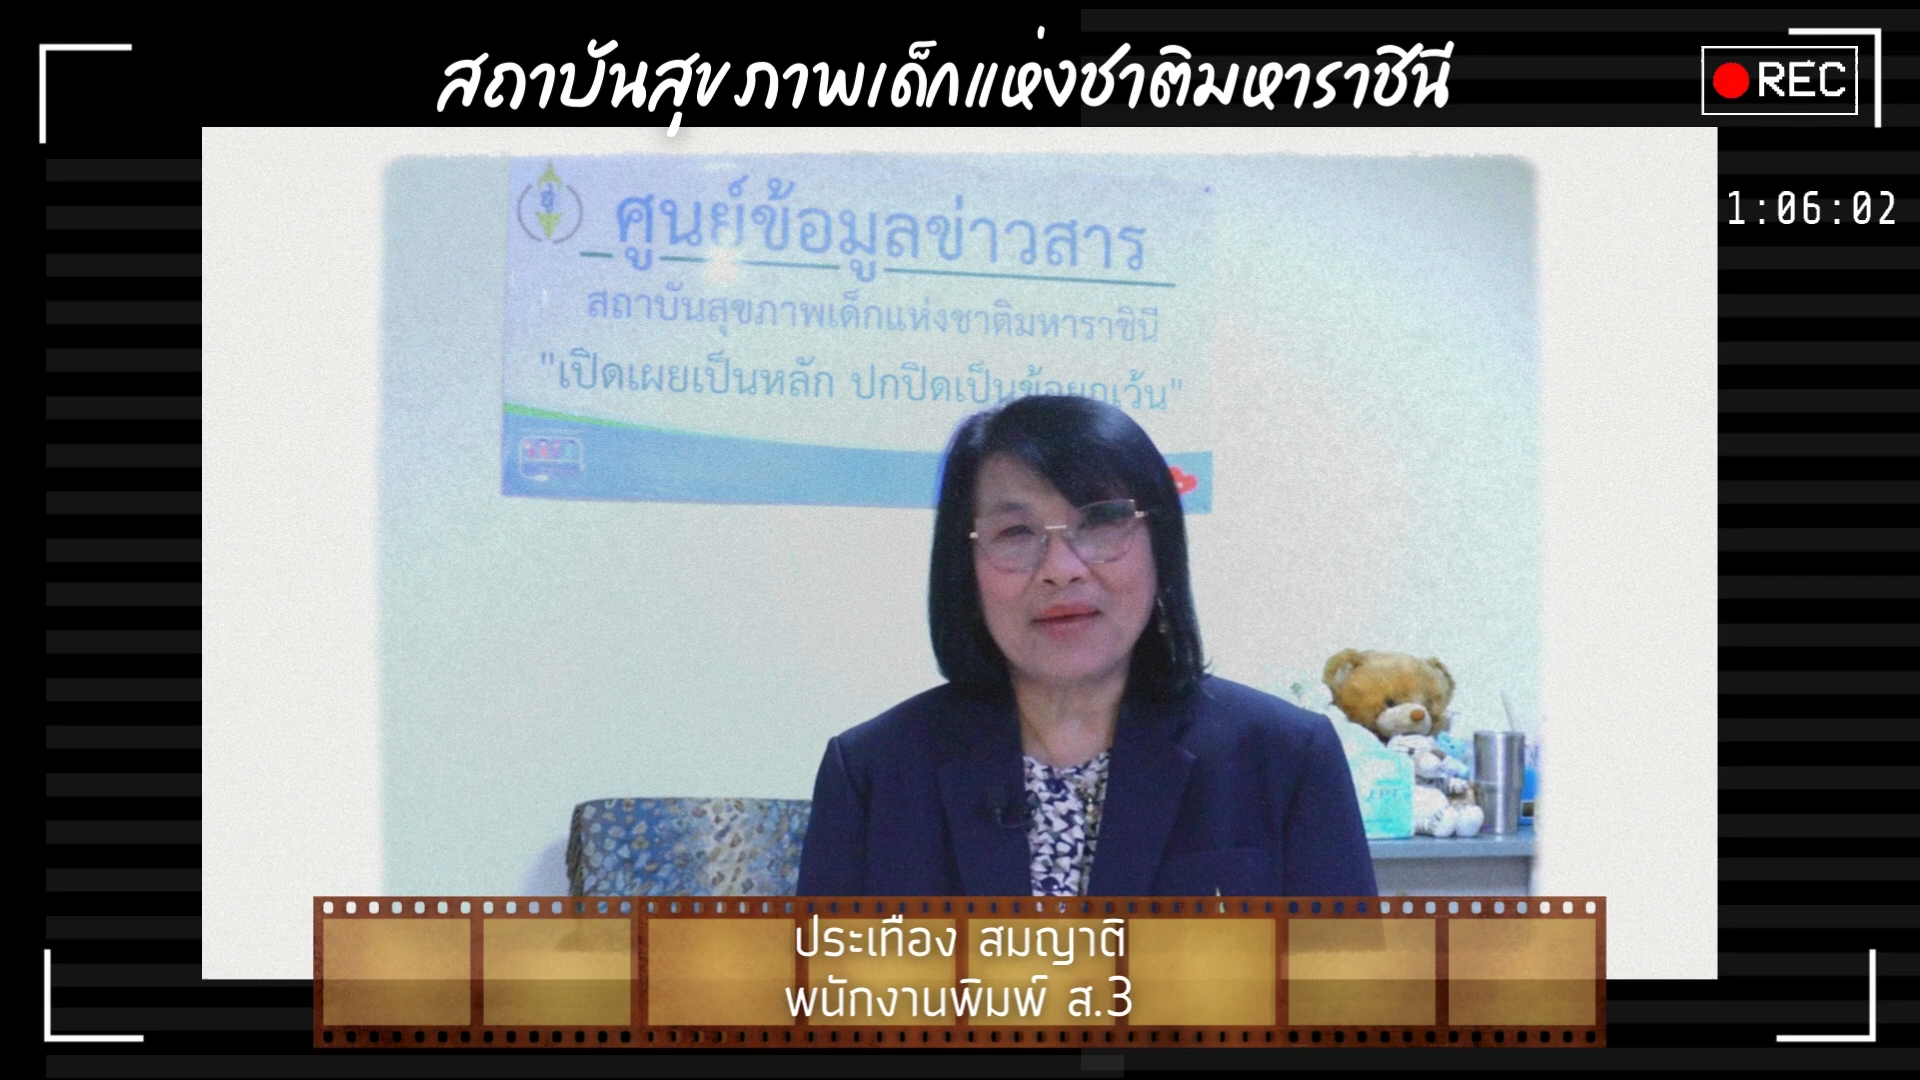 สถาบันสุขภาพเด็กแห่งชาติมหาราชีนี
REC
1:06:02
ศูนย์ข้อมูลข่าวสาร
สถาบันสุขภาพเด็กแห่งชาติมหาราชินี
"เปิดเผยเป็นหลัก ปกปิดเป็นข้อยกเว้น"
ประเทือง สมญาติ
พนักงานพิมพ์ ส.3